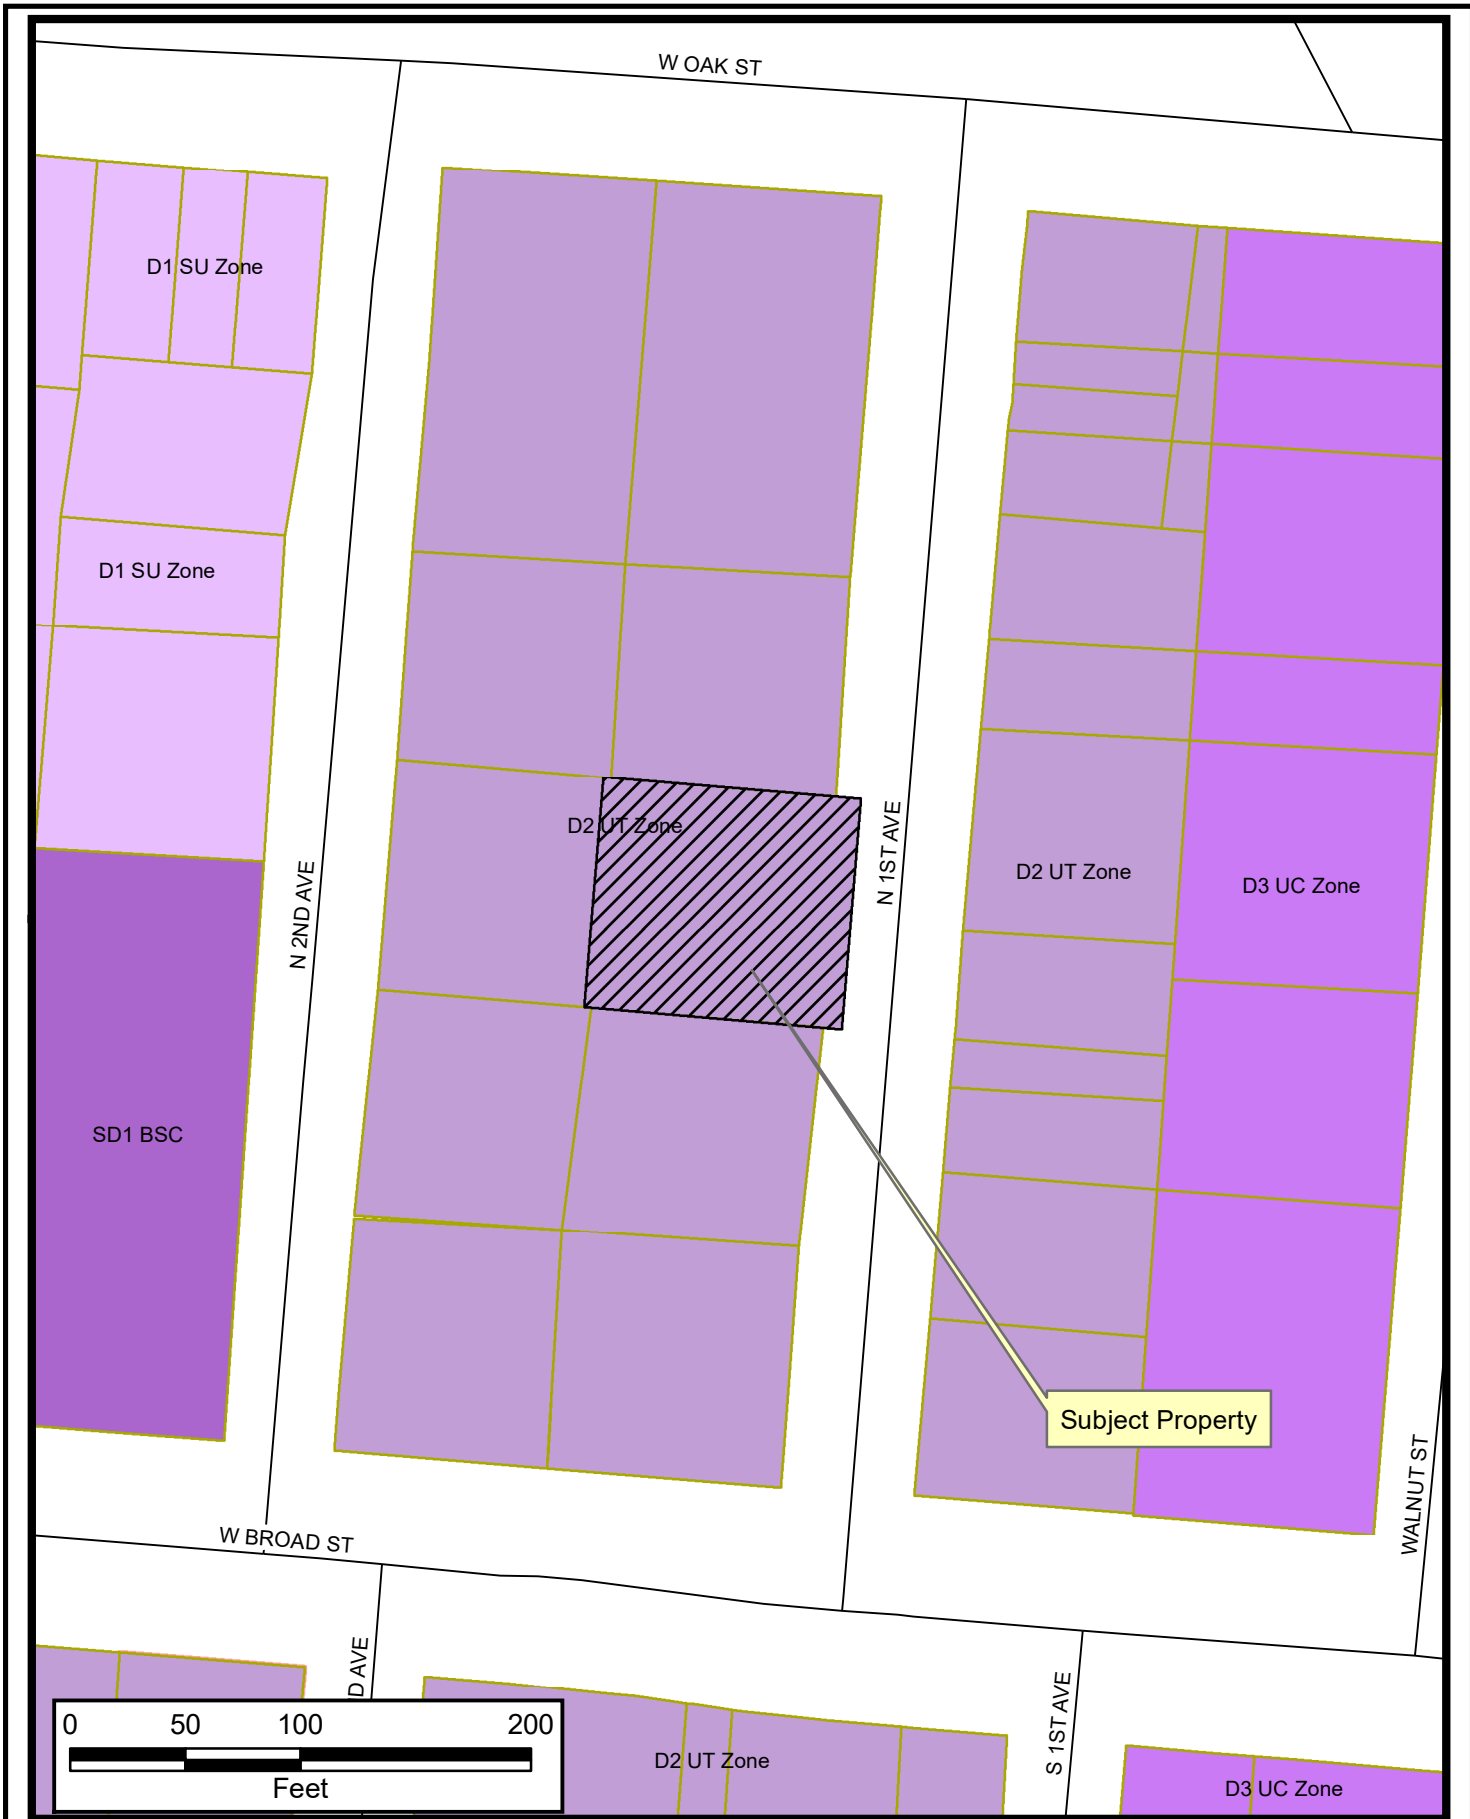 W OAK ST
D1 SU Zone
D1 SU Zone
D2 UT Zone
N 1ST AVE
D2 UT Zone
D3 UC Zone
N 2ND AVE
SD1 BSC
Subject Property
WALNUT ST
W BROAD ST
D AVE
S 1ST AVE
0 50 100 200
Feet
D2 UT Zone
D3 UC Zone